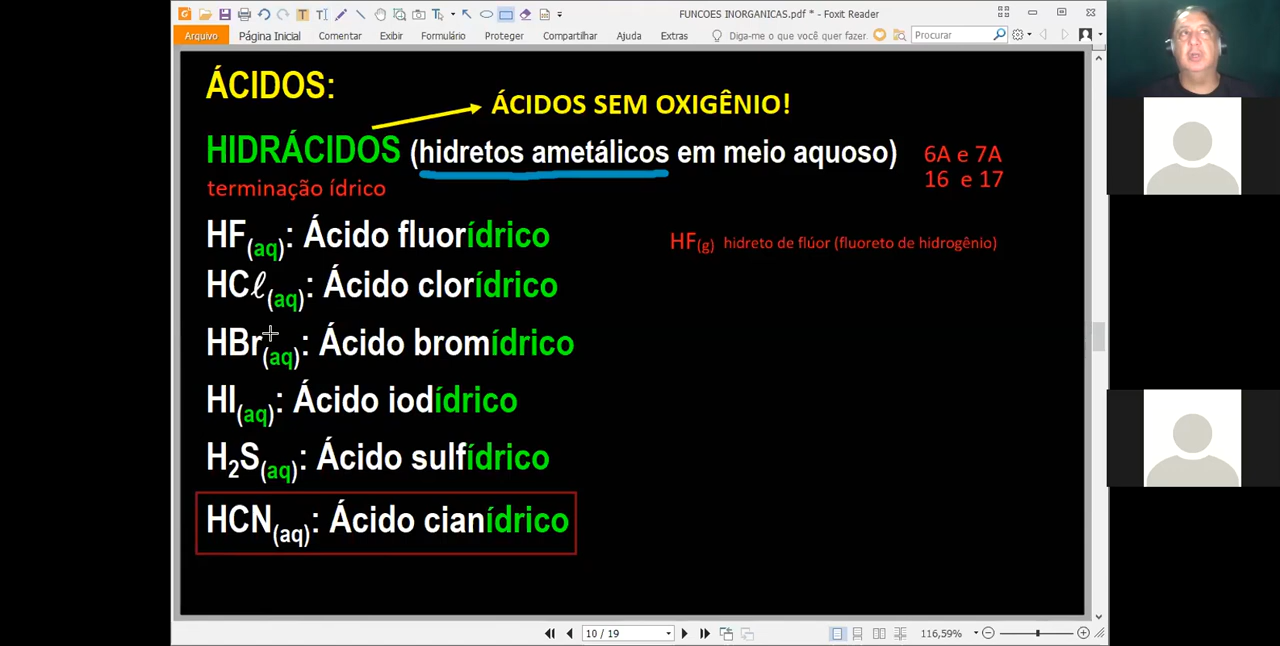 FUNCOES INORGANICAS.pdf * - Foxit Reader
Arquivo Página Inicial Comentar Exibir Formulário Proteger Compartilhar Ajuda Extras Diga-me o que você quer fazer. Procurar
ÁCIDOS:
ÁCIDOS SEM OXIGÊNIO!
HIDRÁCIDOS (hidretos ametálicos em meio aquoso)
6A e 7A
16 e 17
terminação ídrico
HF(aq): Ácido fluorídrico
HF(g) hidreto de flúor (fluoreto de hidrogênio)
HCℓ(aq): Ácido clorídrico
HBr(aq): Ácido bromídrico
HI(aq): Ácido iodídrico
H₂S(aq): Ácido sulfídrico
HCN(aq): Ácido cianídrico
10 / 19
116,59%